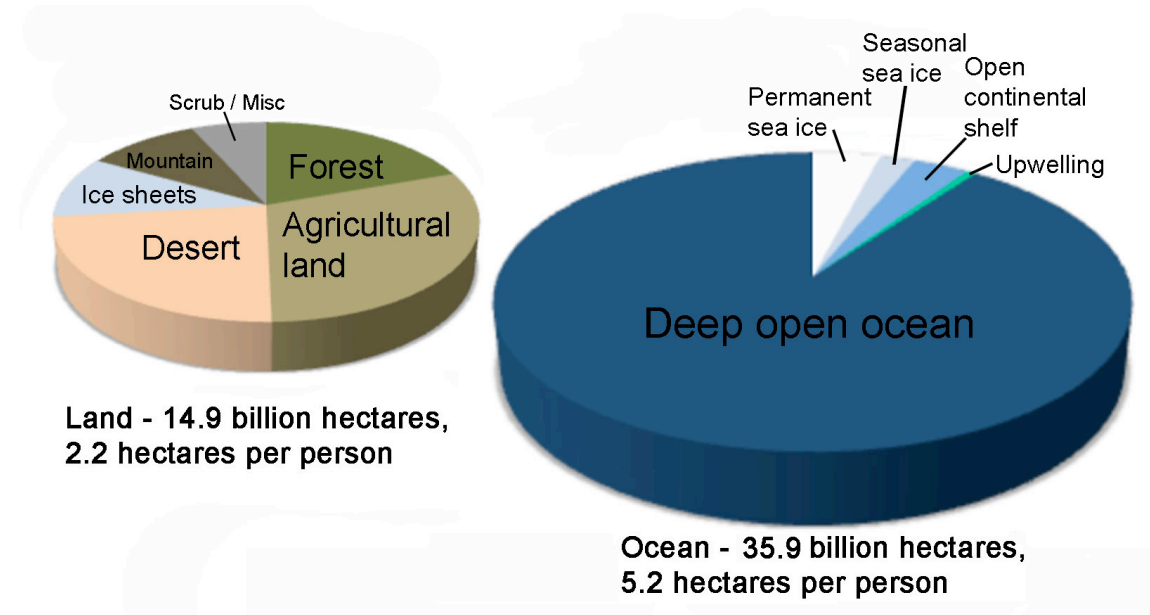 Scrub / Misc
Forest
Mountain
Ice sheets
Agricultural
land
Desert
Land - 14.9 billion hectares,
2.2 hectares per person
Seasonal
sea ice
Open
continental
shelf
Permanent
sea ice
Upwelling
Deep open ocean
Ocean - 35.9 billion hectares,
5.2 hectares per person